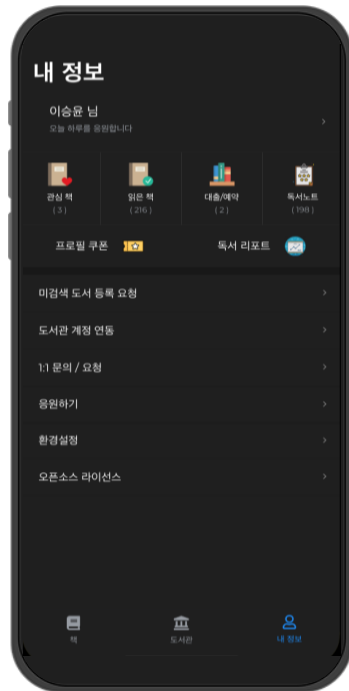 내 정보
이승윤 님
오늘 하루를 응원합니다
관심 책 읽은 책 대출/예약 독서노트
(3) (216) (2) (198)
프로필 쿠폰 독서 리포트
미검색 도서 등록 요청
도서관 계정 연동
1:1 문의 / 요청
응원하기
환경설정
오픈소스 라이선스
책 도서관 내 정보